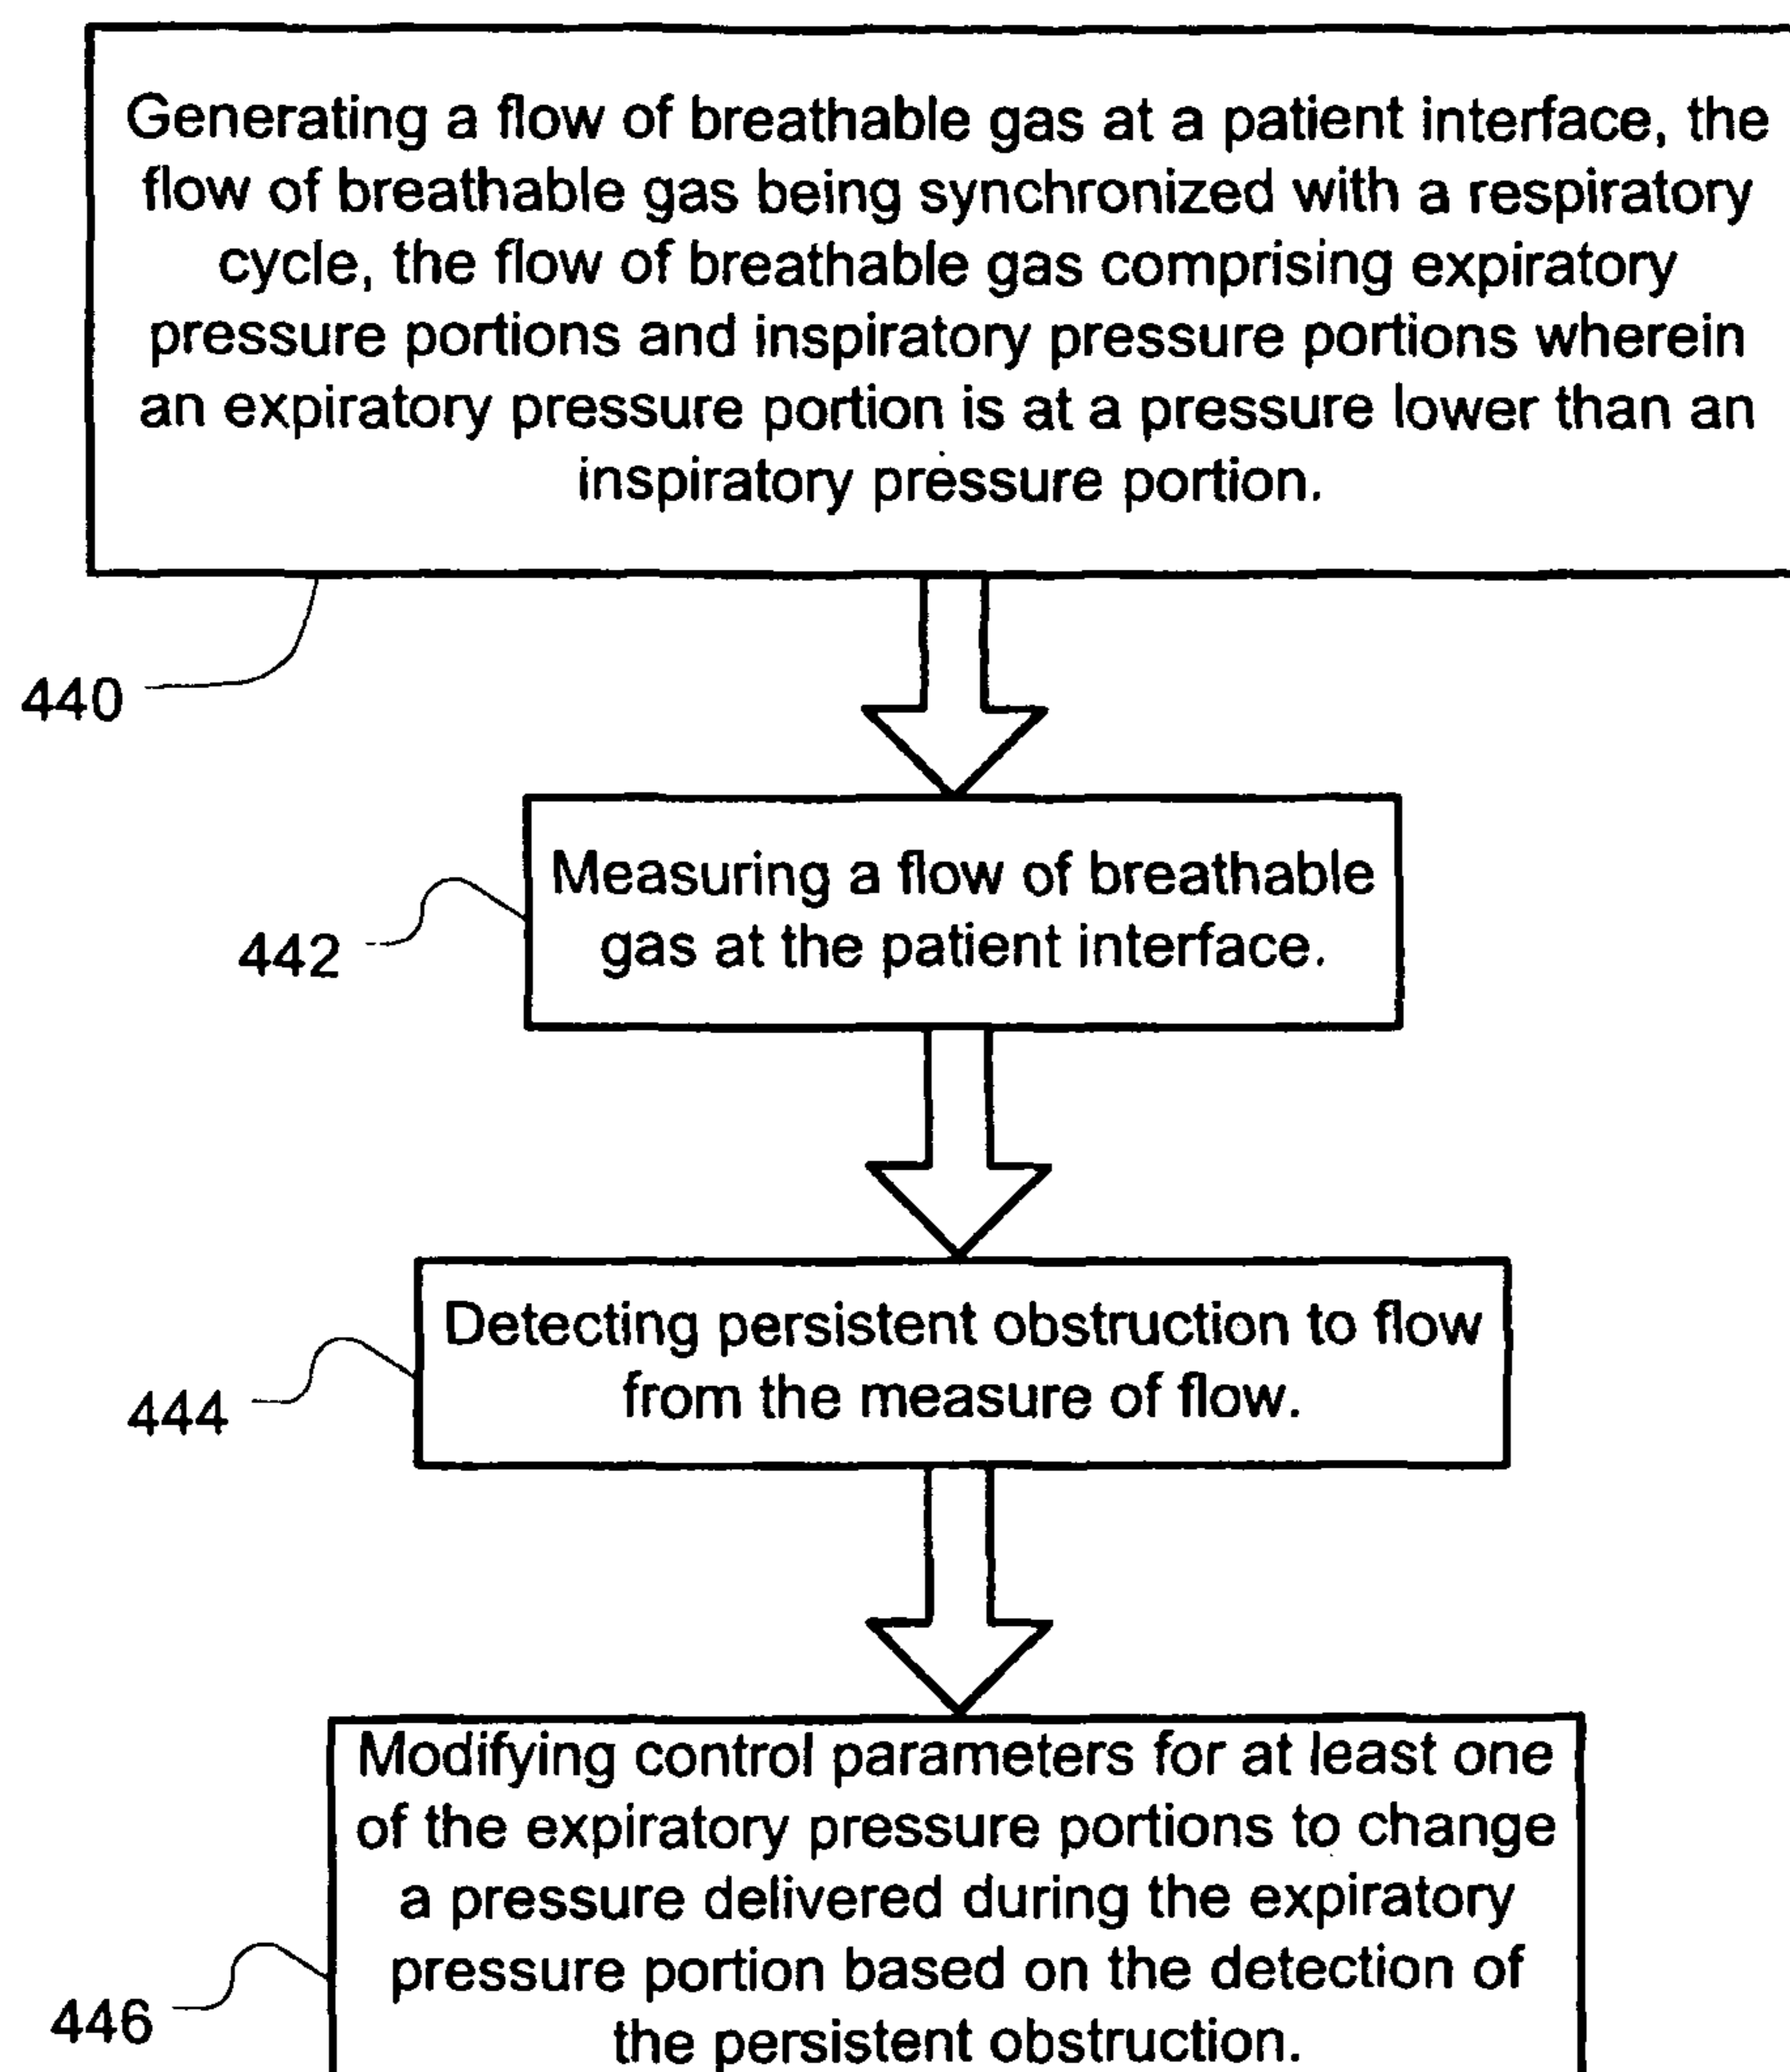 Generating a flow of breathable gas at a patient interface, the
flow of breathable gas being synchronized with a respiratory
cycle, the flow of breathable gas comprising expiratory
pressure portions and inspiratory pressure portions wherein
an expiratory pressure portion is at a pressure lower than an
inspiratory pressure portion.
440
Measuring a flow of breathable
gas at the patient interface.
442
Detecting persistent obstruction to flow
from the measure of flow.
444
Modifying control parameters for at least one
of the expiratory pressure portions to change
a pressure delivered during the expiratory
pressure portion based on the detection of
the persistent obstruction.
446